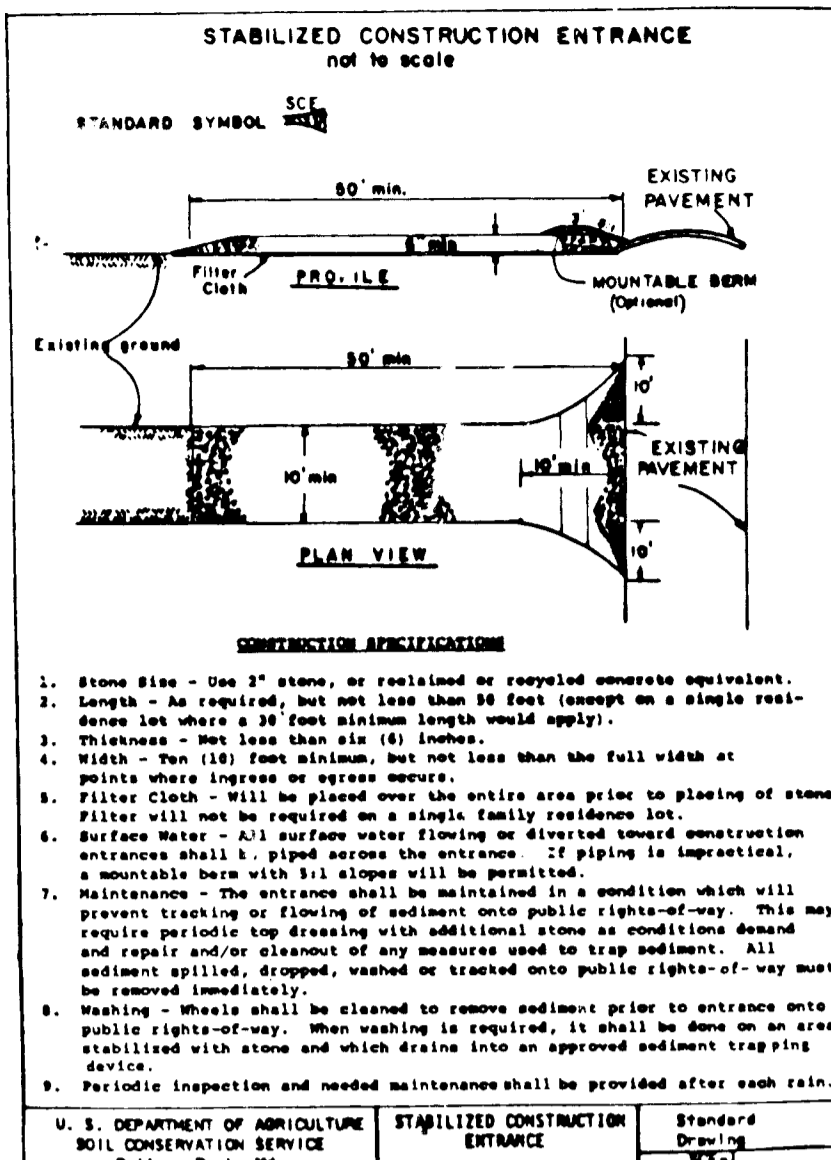 STABILIZED CONSTRUCTION ENTRANCE
not to scale
SCE
STANDARD SYMBOL
50' min.
EXISTING
PAVEMENT
6" min
Filter
Cloth
PROFILE
MOUNTABLE BERM
(Optional)
Existing ground
50' min
10'
10' min
10' min
EXISTING
PAVEMENT
10'
PLAN VIEW
CONSTRUCTION SPECIFICATIONS
1. Stone Size - Use 2" stone, or reclaimed or recycled concrete equivalent.
2. Length - As required, but not less than 50 feet (except on a single resi-
dence lot where a 30 foot minimum length would apply).
3. Thickness - Not less than six (6) inches.
4. Width - Ten (10) foot minimum, but not less than the full width at
points where ingress or egress occurs.
5. Filter Cloth - Will be placed over the entire area prior to placing of stone
Filter will not be required on a single family residence lot.
6. Surface Water - All surface water flowing or diverted toward construction
entrances shall be piped across the entrance. If piping is impractical,
a mountable berm with 5:1 slopes will be permitted.
7. Maintenance - The entrance shall be maintained in a condition which will
prevent tracking or flowing of sediment onto public rights-of-way. This may
require periodic top dressing with additional stone as conditions demand
and repair and/or cleanout of any measures used to trap sediment. All
sediment spilled, dropped, washed or tracked onto public rights-of-way must
be removed immediately.
8. Washing - Wheels shall be cleaned to remove sediment prior to entrance onto
public rights-of-way. When washing is required, it shall be done on an area
stabilized with stone and which drains into an approved sediment trapping
device.
9. Periodic inspection and needed maintenance shall be provided after each rain.
U. S. DEPARTMENT OF AGRICULTURE
SOIL CONSERVATION SERVICE
STABILIZED CONSTRUCTION
ENTRANCE
Standard
Drawing